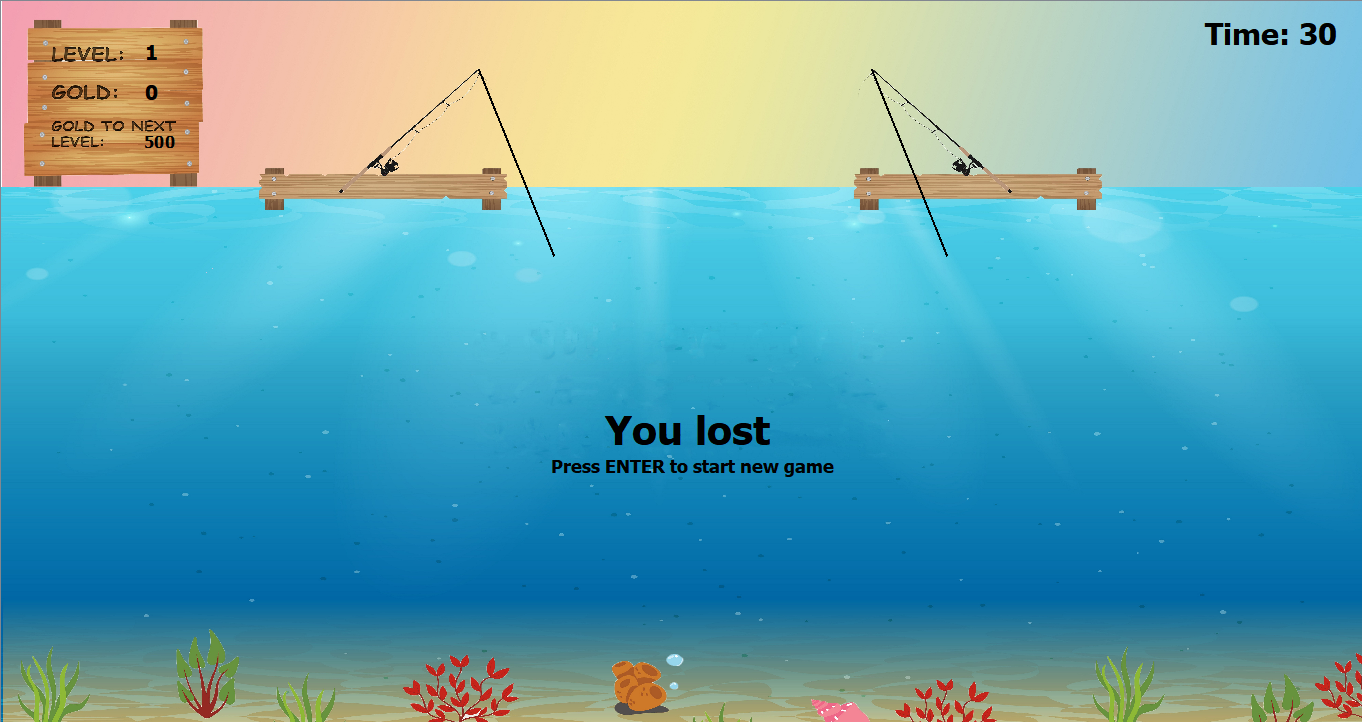 LEVEL: 1
GOLD: 0
GOLD TO NEXT
LEVEL: 500
Time: 30
You lost
Press ENTER to start new game